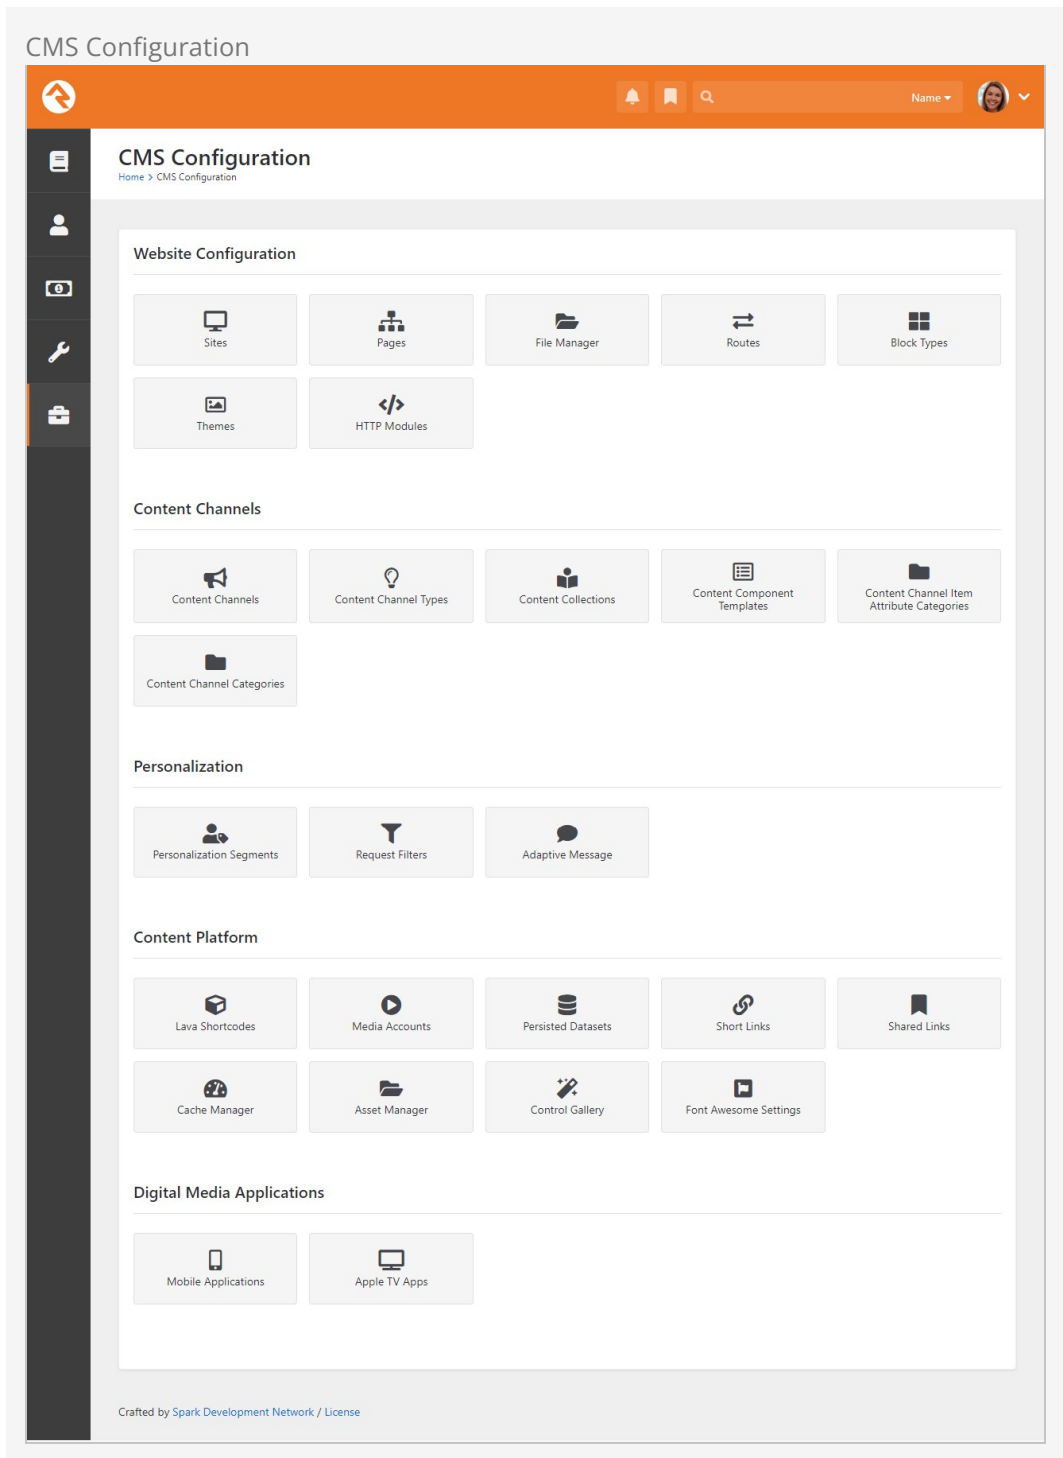 CMS Configuration
Name
CMS Configuration
Home > CMS Configuration
Website Configuration
Sites
Pages
File Manager
Routes
Block Types
Themes
HTTP Modules
Content Channels
Content Channels
Content Channel Types
Content Collections
Content Component
Templates
Content Channel Item
Attribute Categories
Content Channel Categories
Personalization
Personalization Segments
Request Filters
Adaptive Message
Content Platform
Lava Shortcodes
Media Accounts
Persisted Datasets
Short Links
Shared Links
Cache Manager
Asset Manager
Control Gallery
Font Awesome Settings
Digital Media Applications
Mobile Applications
Apple TV Apps
Crafted by Spark Development Network / License